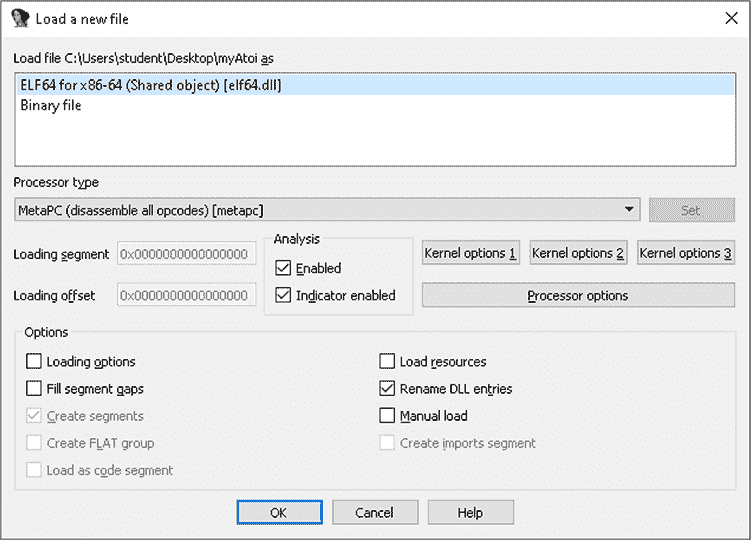 Load a new file
Load file C:\Users\student\Desktop\myAtoi as
ELF64 for x86-64 (Shared object) [elf64.dll]
Binary file
Processor type
MetaPC (disassemble all opcodes) [metapc]
Set
Loading segment 0x0000000000000000
Loading offset 0x0000000000000000
Analysis
Enabled
Indicator enabled
Kernel options 1 Kernel options 2 Kernel options 3
Processor options
Options
Loading options
Fill segment gaps
Create segments
Create FLAT group
Load as code segment
Load resources
Rename DLL entries
Manual load
Create imports segment
OK Cancel Help